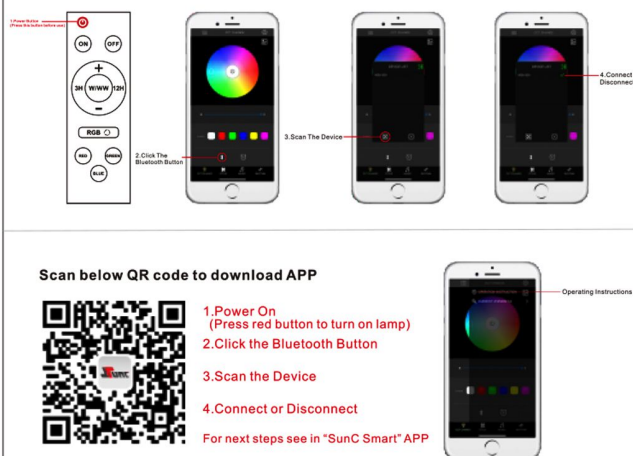 1.Power Button
(Press this button before use)
ON
OFF
+
3H
W/WW
12H
−
RGB
RED
GREEN
BLUE
2.Click The
Bluetooth Button
3.Scan The Device
4.Connect
Disconnect
Scan below QR code to download APP
SunC
1.Power On
(Press red button to turn on lamp)
2.Click the Bluetooth Button
3.Scan the Device
4.Connect or Disconnect
For next steps see in “SunC Smart” APP
Operating Instructions